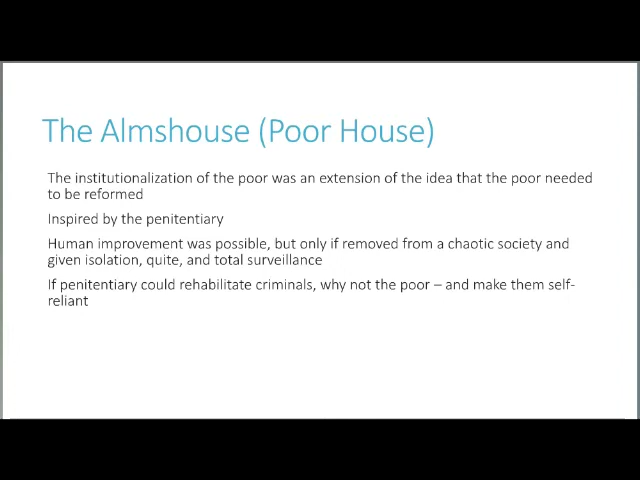 The Almshouse (Poor House)
The institutionalization of the poor was an extension of the idea that the poor needed
to be reformed
Inspired by the penitentiary
Human improvement was possible, but only if removed from a chaotic society and
given isolation, quite, and total surveillance
If penitentiary could rehabilitate criminals, why not the poor – and make them self-
reliant